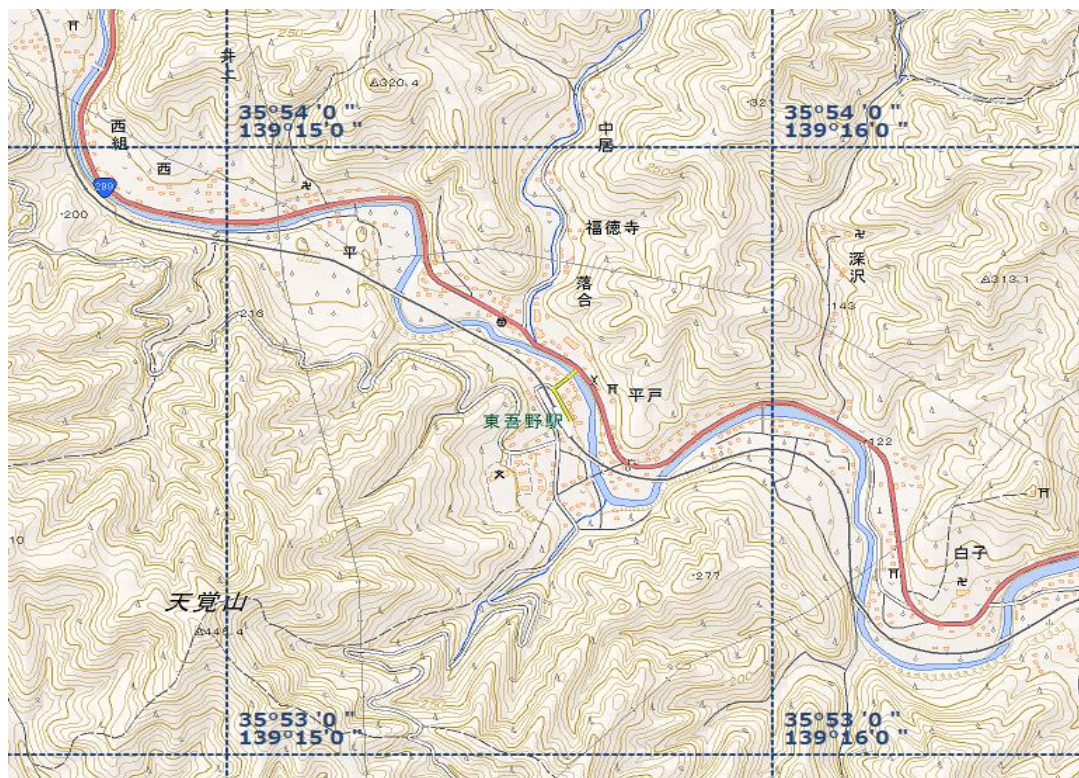 井上
△320.4
·321
35°54'0"
139°15'0"
35°54'0"
139°16'0"
西組
中居
西
299
·200
福徳寺
平
深沢
落合
△313.1
143
·216
平戸
東吾野駅
·122
10
白子
·277
天覚山
△445.4
35°53'0"
139°15'0"
35°53'0"
139°16'0"